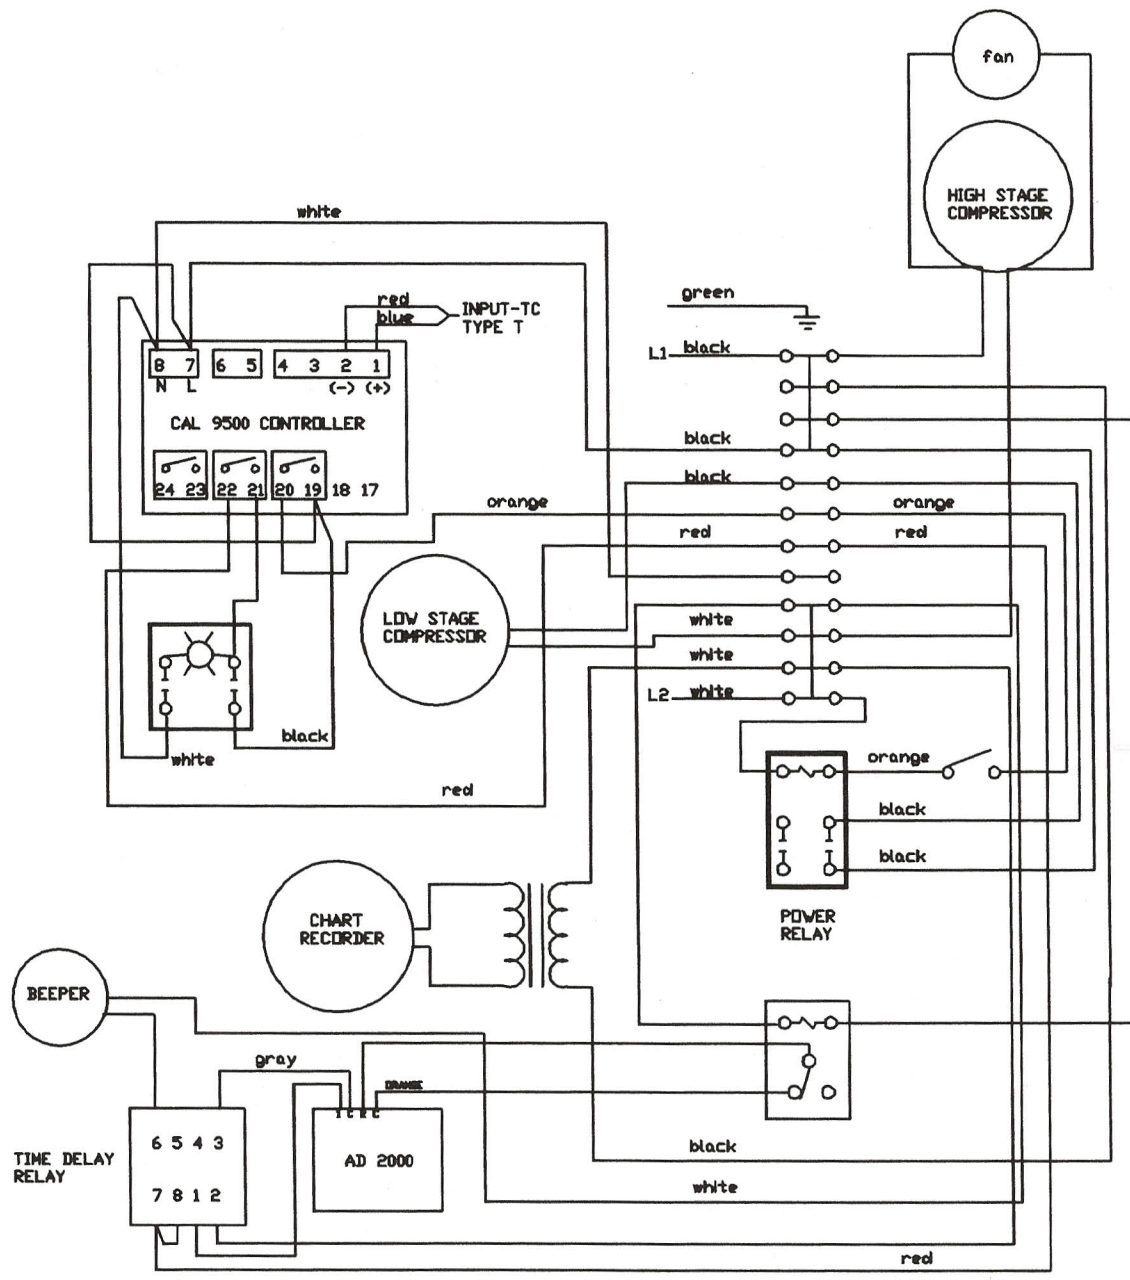 fan
HIGH STAGE
COMPRESSOR
white
green
red
blue
INPUT-TC
TYPE T
L1 black
8 7 6 5 4 3 2 1
N L (-) (+)
CAL 9500 CONTROLLER
black
black
24 23 22 21 20 19 18 17
orange
orange
red
red
LOW STAGE
COMPRESSOR
white
white
L2 white
black
white
orange
red
black
black
POWER
RELAY
CHART
RECORDER
BEEPER
gray
ORANGE
6 5 4 3
TIME DELAY
RELAY
AD 2000
black
7 8 1 2
white
red